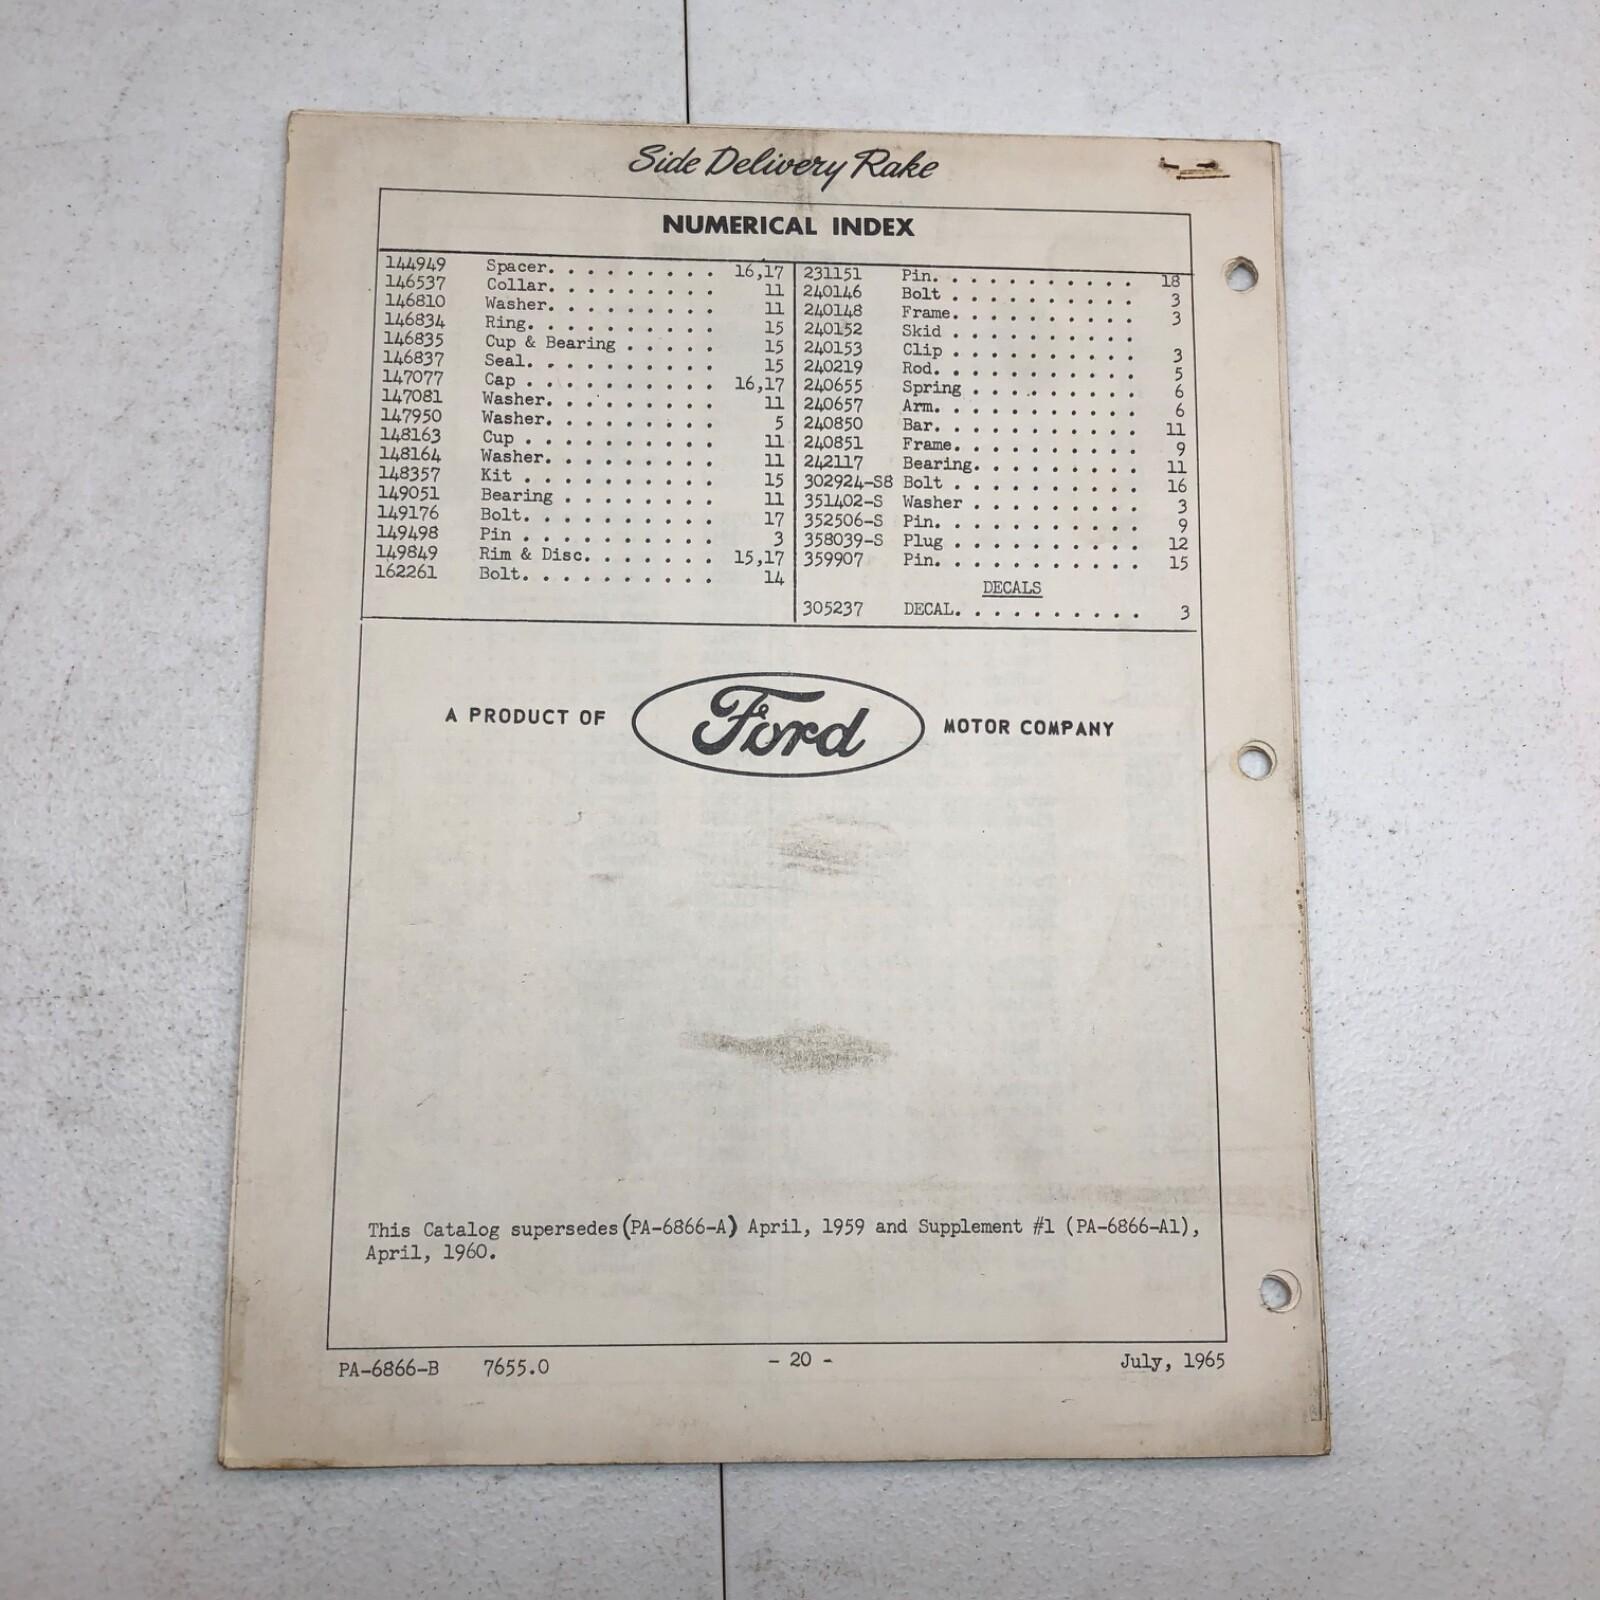 Side Delivery Rake
NUMERICAL INDEX
144949 Spacer. . . . . . . . . 16,17
146537 Collar. . . . . . . . . 11
146810 Washer. . . . . . . . . 11
146834 Ring. . . . . . . . . . 15
146835 Cup & Bearing . . . . . 15
146837 Seal. . . . . . . . . . 15
147077 Cap . . . . . . . . . . 16,17
147081 Washer. . . . . . . . . 11
147950 Washer. . . . . . . . . 5
148163 Cup . . . . . . . . . . 11
148164 Washer. . . . . . . . . 11
148357 Kit . . . . . . . . . . 15
149051 Bearing . . . . . . . . 11
149176 Bolt. . . . . . . . . . 17
149498 Pin . . . . . . . . . . 3
149849 Rim & Disc. . . . . . . 15,17
162261 Bolt. . . . . . . . . . 14
231151 Pin. . . . . . . . . . . 18
240146 Bolt . . . . . . . . . . 3
240148 Frame. . . . . . . . . . 3
240152 Skid . . . . . . . . . .
240153 Clip . . . . . . . . . . 3
240219 Rod. . . . . . . . . . . 5
240655 Spring . . . . . . . . . 6
240657 Arm. . . . . . . . . . . 6
240850 Bar. . . . . . . . . . . 11
240851 Frame. . . . . . . . . . 9
242117 Bearing. . . . . . . . . 11
302924-S8 Bolt . . . . . . . . . . 16
351402-S Washer . . . . . . . . . 3
352506-S Pin. . . . . . . . . . . 9
358039-S Plug . . . . . . . . . . 12
359907 Pin. . . . . . . . . . . 15
DECALS
305237 DECAL. . . . . . . . . . 3
A PRODUCT OF Ford MOTOR COMPANY
This Catalog supersedes (PA-6866-A) April, 1959 and Supplement #1 (PA-6866-A1),
April, 1960.
PA-6866-B 7655.0 - 20 - July, 1965